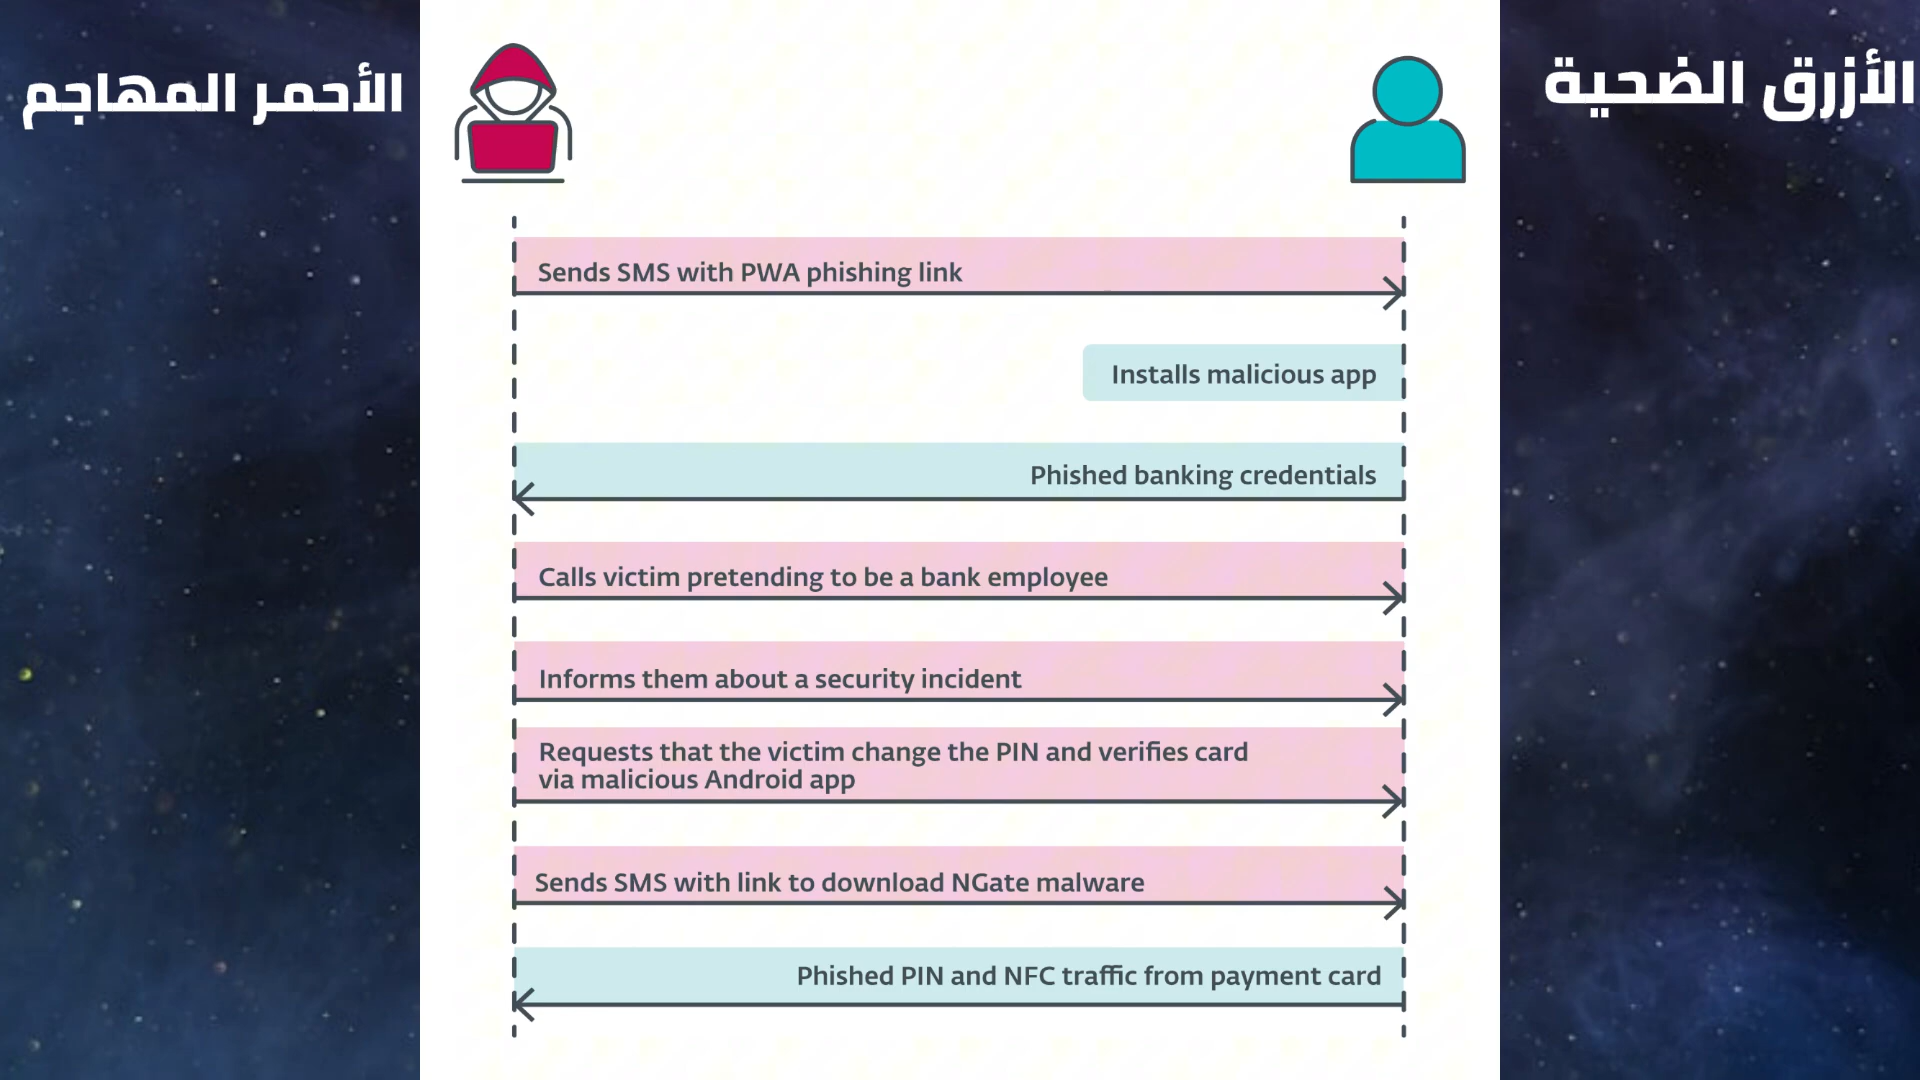 الأحمر المهاجم
الأزرق الضحية
Sends SMS with PWA phishing link
Installs malicious app
Phished banking credentials
Calls victim pretending to be a bank employee
Informs them about a security incident
Requests that the victim change the PIN and verifies card
via malicious Android app
Sends SMS with link to download NGate malware
Phished PIN and NFC traffic from payment card